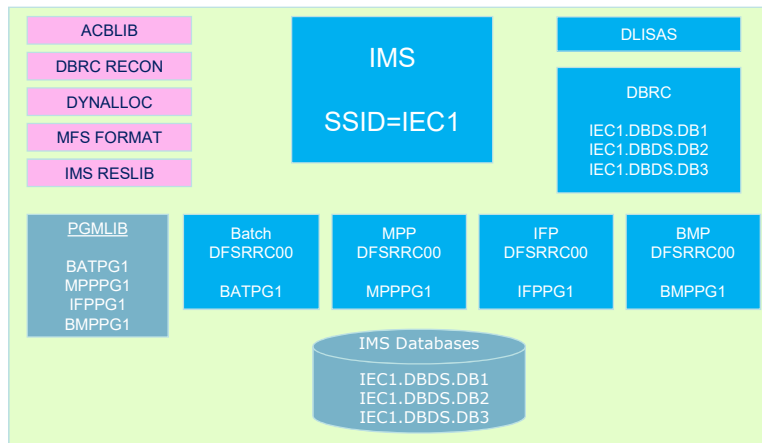 ACBLIB
DBRC RECON
DYNALLOC
MFS FORMAT
IMS RESLIB
IMS
SSID=IEC1
DLISAS
DBRC
IEC1.DBDS.DB1
IEC1.DBDS.DB2
IEC1.DBDS.DB3
PGMLIB
BATPG1
MPPPG1
IFPPG1
BMPPG1
Batch
DFSRRC00
BATPG1
MPP
DFSRRC00
MPPPG1
IFP
DFSRRC00
IFPPG1
BMP
DFSRRC00
BMPPG1
IMS Databases
IEC1.DBDS.DB1
IEC1.DBDS.DB2
IEC1.DBDS.DB3